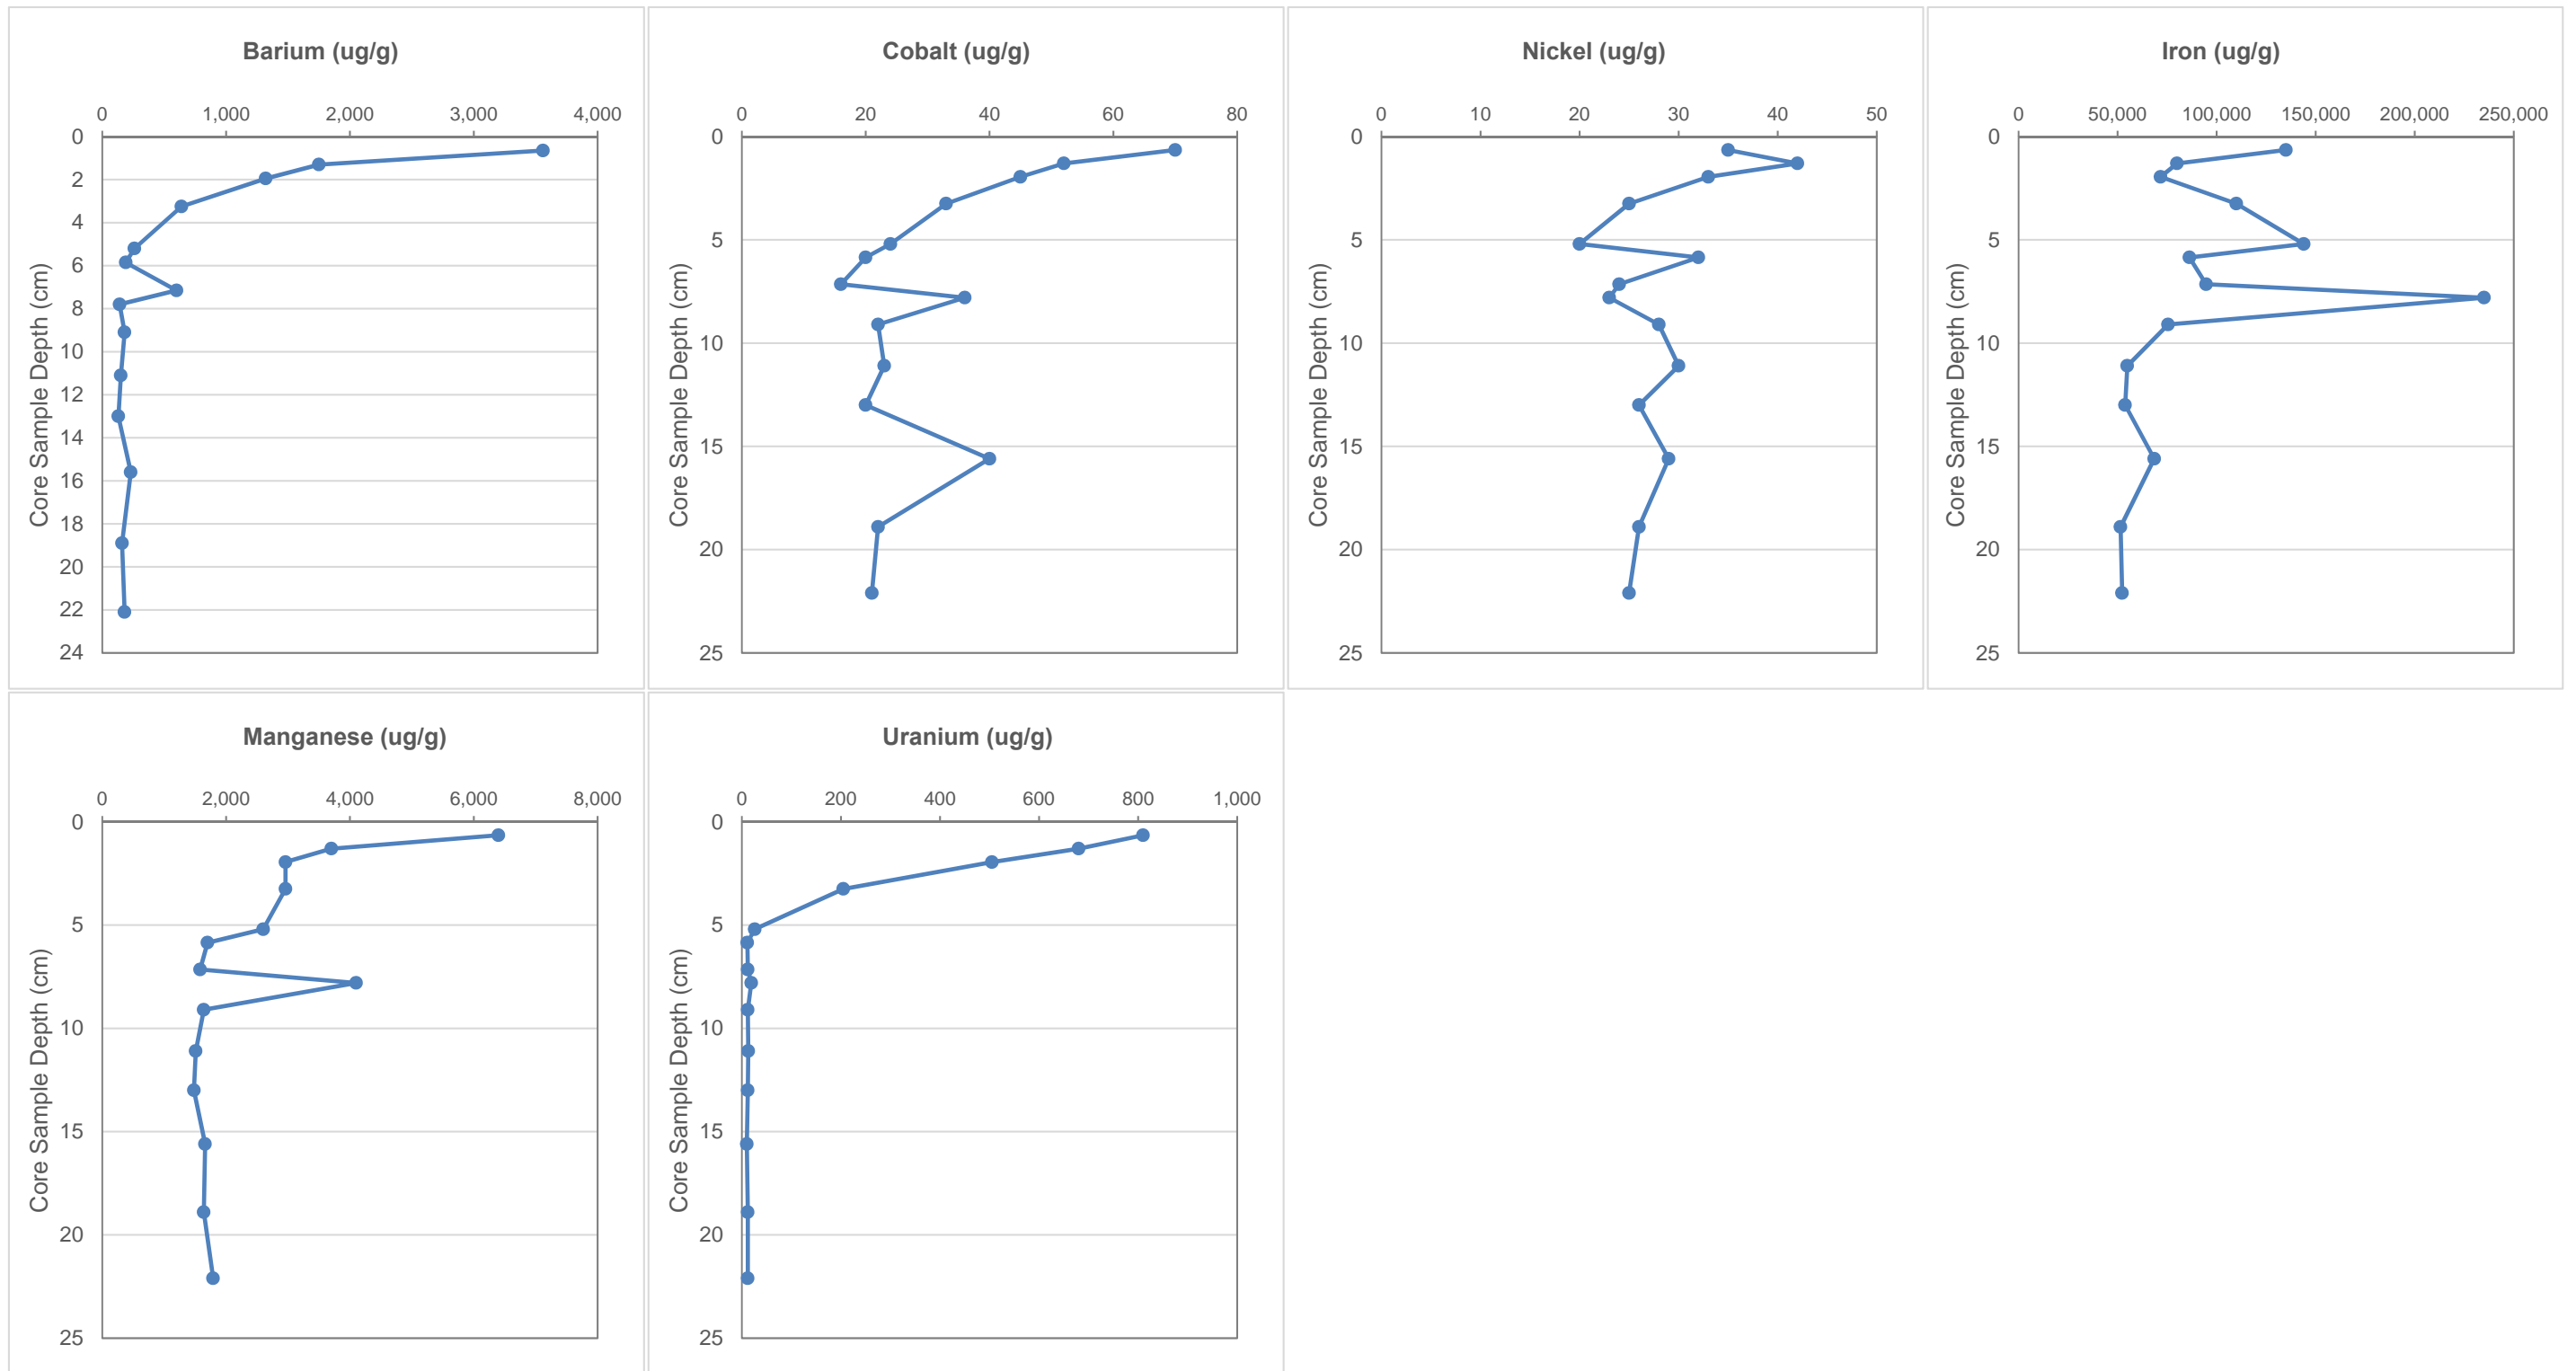 Barium (ug/g)
0 1,000 2,000 3,000 4,000
0
2
4
6
8
10
12
14
16
18
20
22
24
Core Sample Depth (cm)
Cobalt (ug/g)
0 20 40 60 80
0
5
10
15
20
25
Core Sample Depth (cm)
Nickel (ug/g)
0 10 20 30 40 50
0
5
10
15
20
25
Core Sample Depth (cm)
Iron (ug/g)
0 50,000 100,000 150,000 200,000 250,000
0
5
10
15
20
25
Core Sample Depth (cm)
Manganese (ug/g)
0 2,000 4,000 6,000 8,000
0
5
10
15
20
25
Core Sample Depth (cm)
Uranium (ug/g)
0 200 400 600 800 1,000
0
5
10
15
20
25
Core Sample Depth (cm)